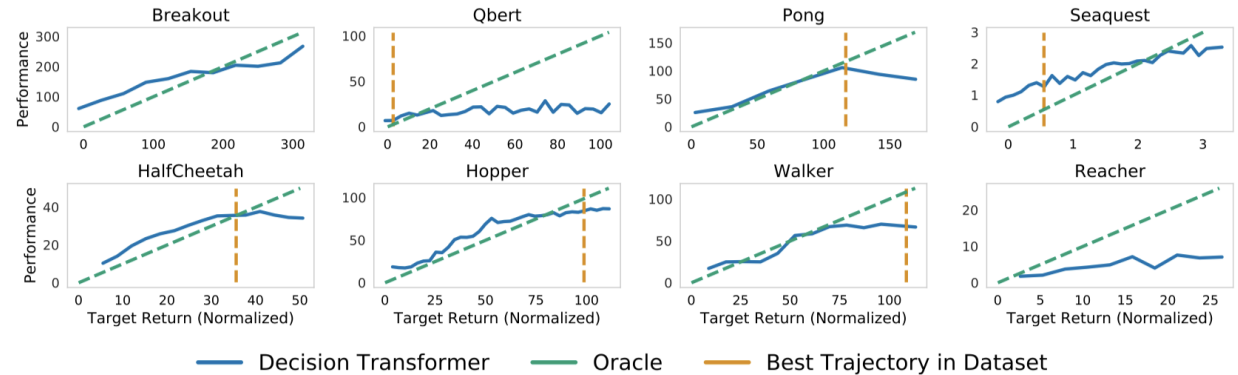 Breakout
Qbert
Pong
Seaquest
Performance
300
200
100
0
0 100 200 300
100
50
0
0 20 40 60 80 100
150
100
50
0
0 50 100 150
3
2
1
0
0 1 2 3
HalfCheetah
Hopper
Walker
Reacher
Performance
40
20
0
0 10 20 30 40 50
Target Return (Normalized)
100
50
0
0 25 50 75 100
Target Return (Normalized)
100
50
0
0 25 50 75 100
Target Return (Normalized)
20
10
0
0 5 10 15 20 25
Target Return (Normalized)
Decision Transformer
Oracle
Best Trajectory in Dataset